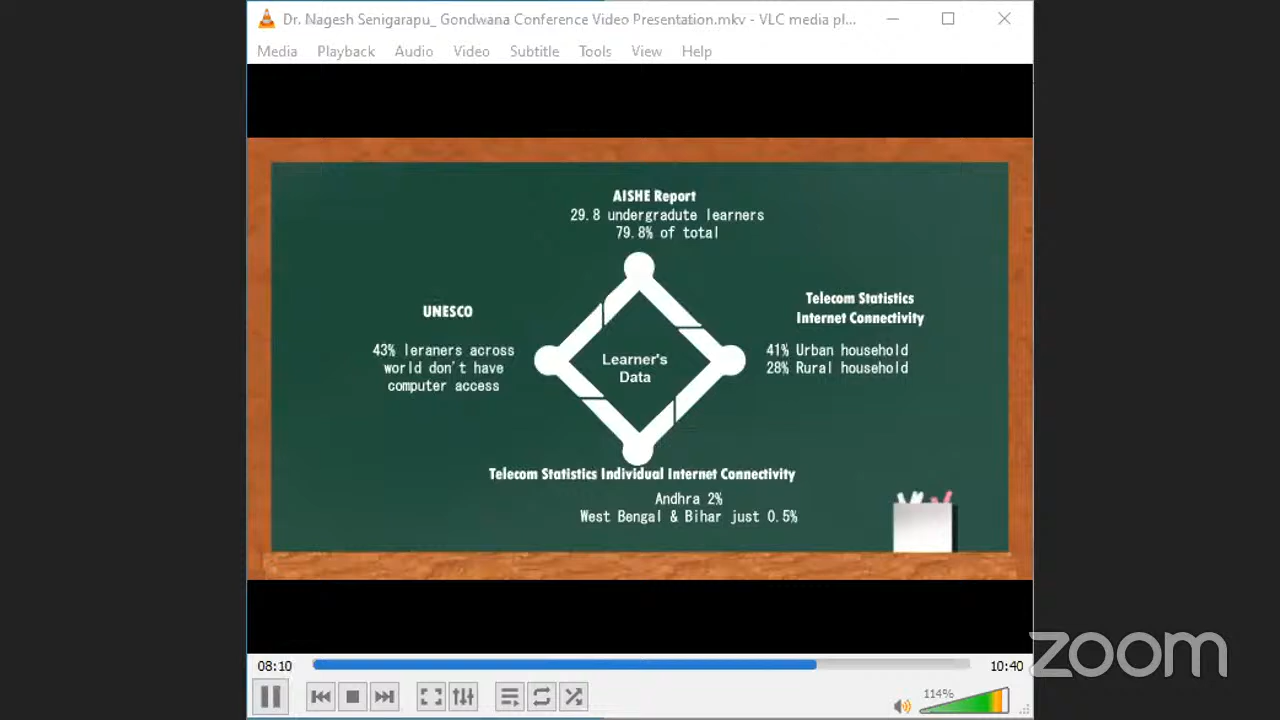 Dr. Nagesh Senigarapu_ Gondwana Conference Video Presentation.mkv - VLC media pl...
Media Playback Audio Video Subtitle Tools View Help
AISHE Report
29.8 undergradute learners
79.8% of total
Telecom Statistics
Internet Connectivity
41% Urban household
28% Rural household
UNESCO
43% leraners across
world don't have
computer access
Learner's
Data
Telecom Statistics Individual Internet Connectivity
Andhra 2%
West Bengal & Bihar just 0.5%
08:10
10:40
114%
zoom